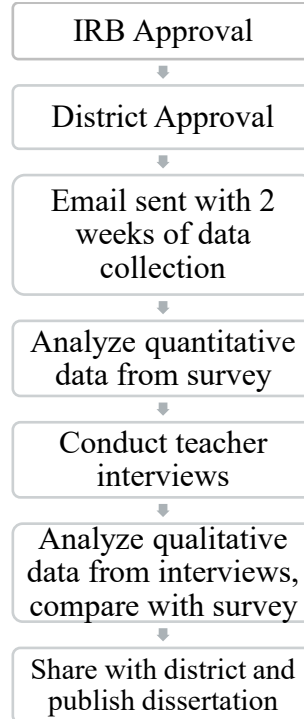 IRB Approval
District Approval
Email sent with 2
weeks of data
collection
Analyze quantitative
data from survey
Conduct teacher
interviews
Analyze qualitative
data from interviews,
compare with survey
Share with district and
publish dissertation